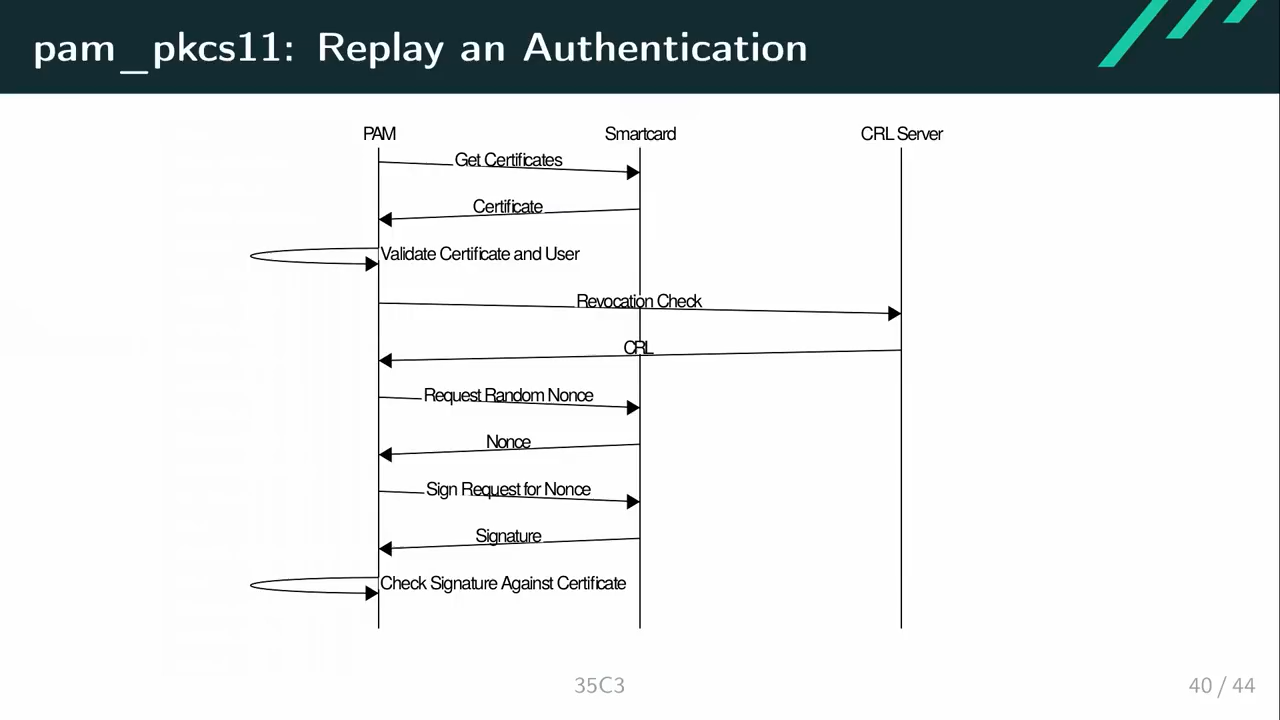 pam_pkcs11: Replay an Authentication
PAM
Smartcard
CRL Server
Get Certificates
Certificate
Validate Certificate and User
Revocation Check
CRL
Request Random Nonce
Nonce
Sign Request for Nonce
Signature
Check Signature Against Certificate
35C3
40 / 44